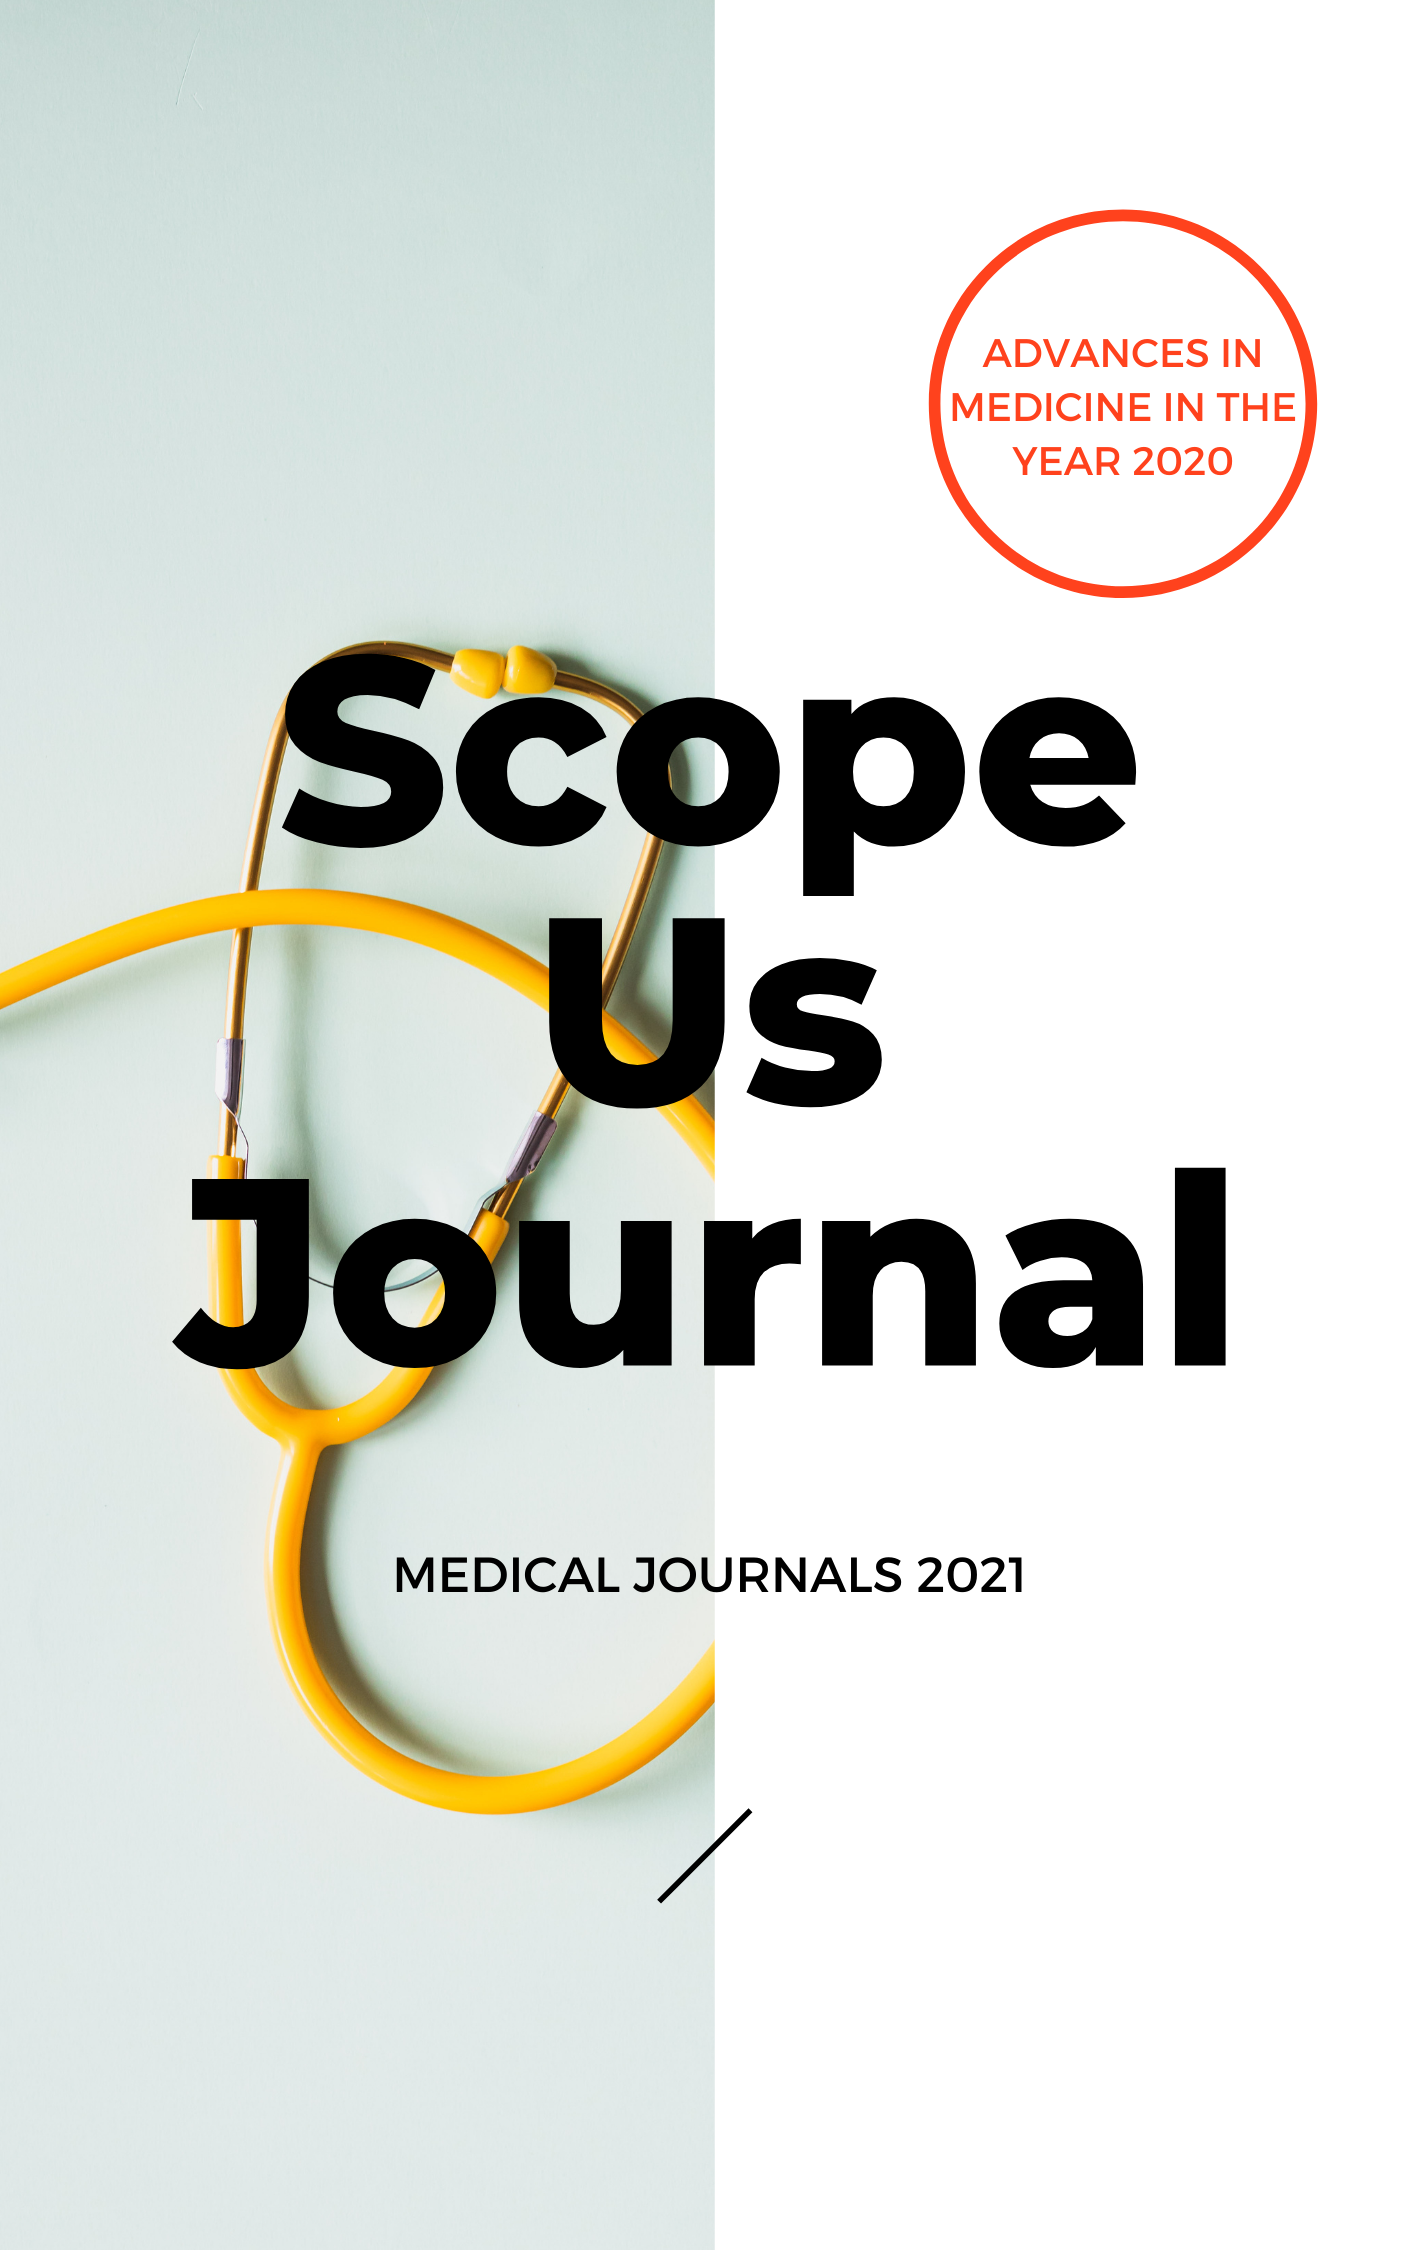 ADVANCES IN
MEDICINE IN THE
YEAR 2020
Scope
Us
Journal
MEDICAL JOURNALS 2021